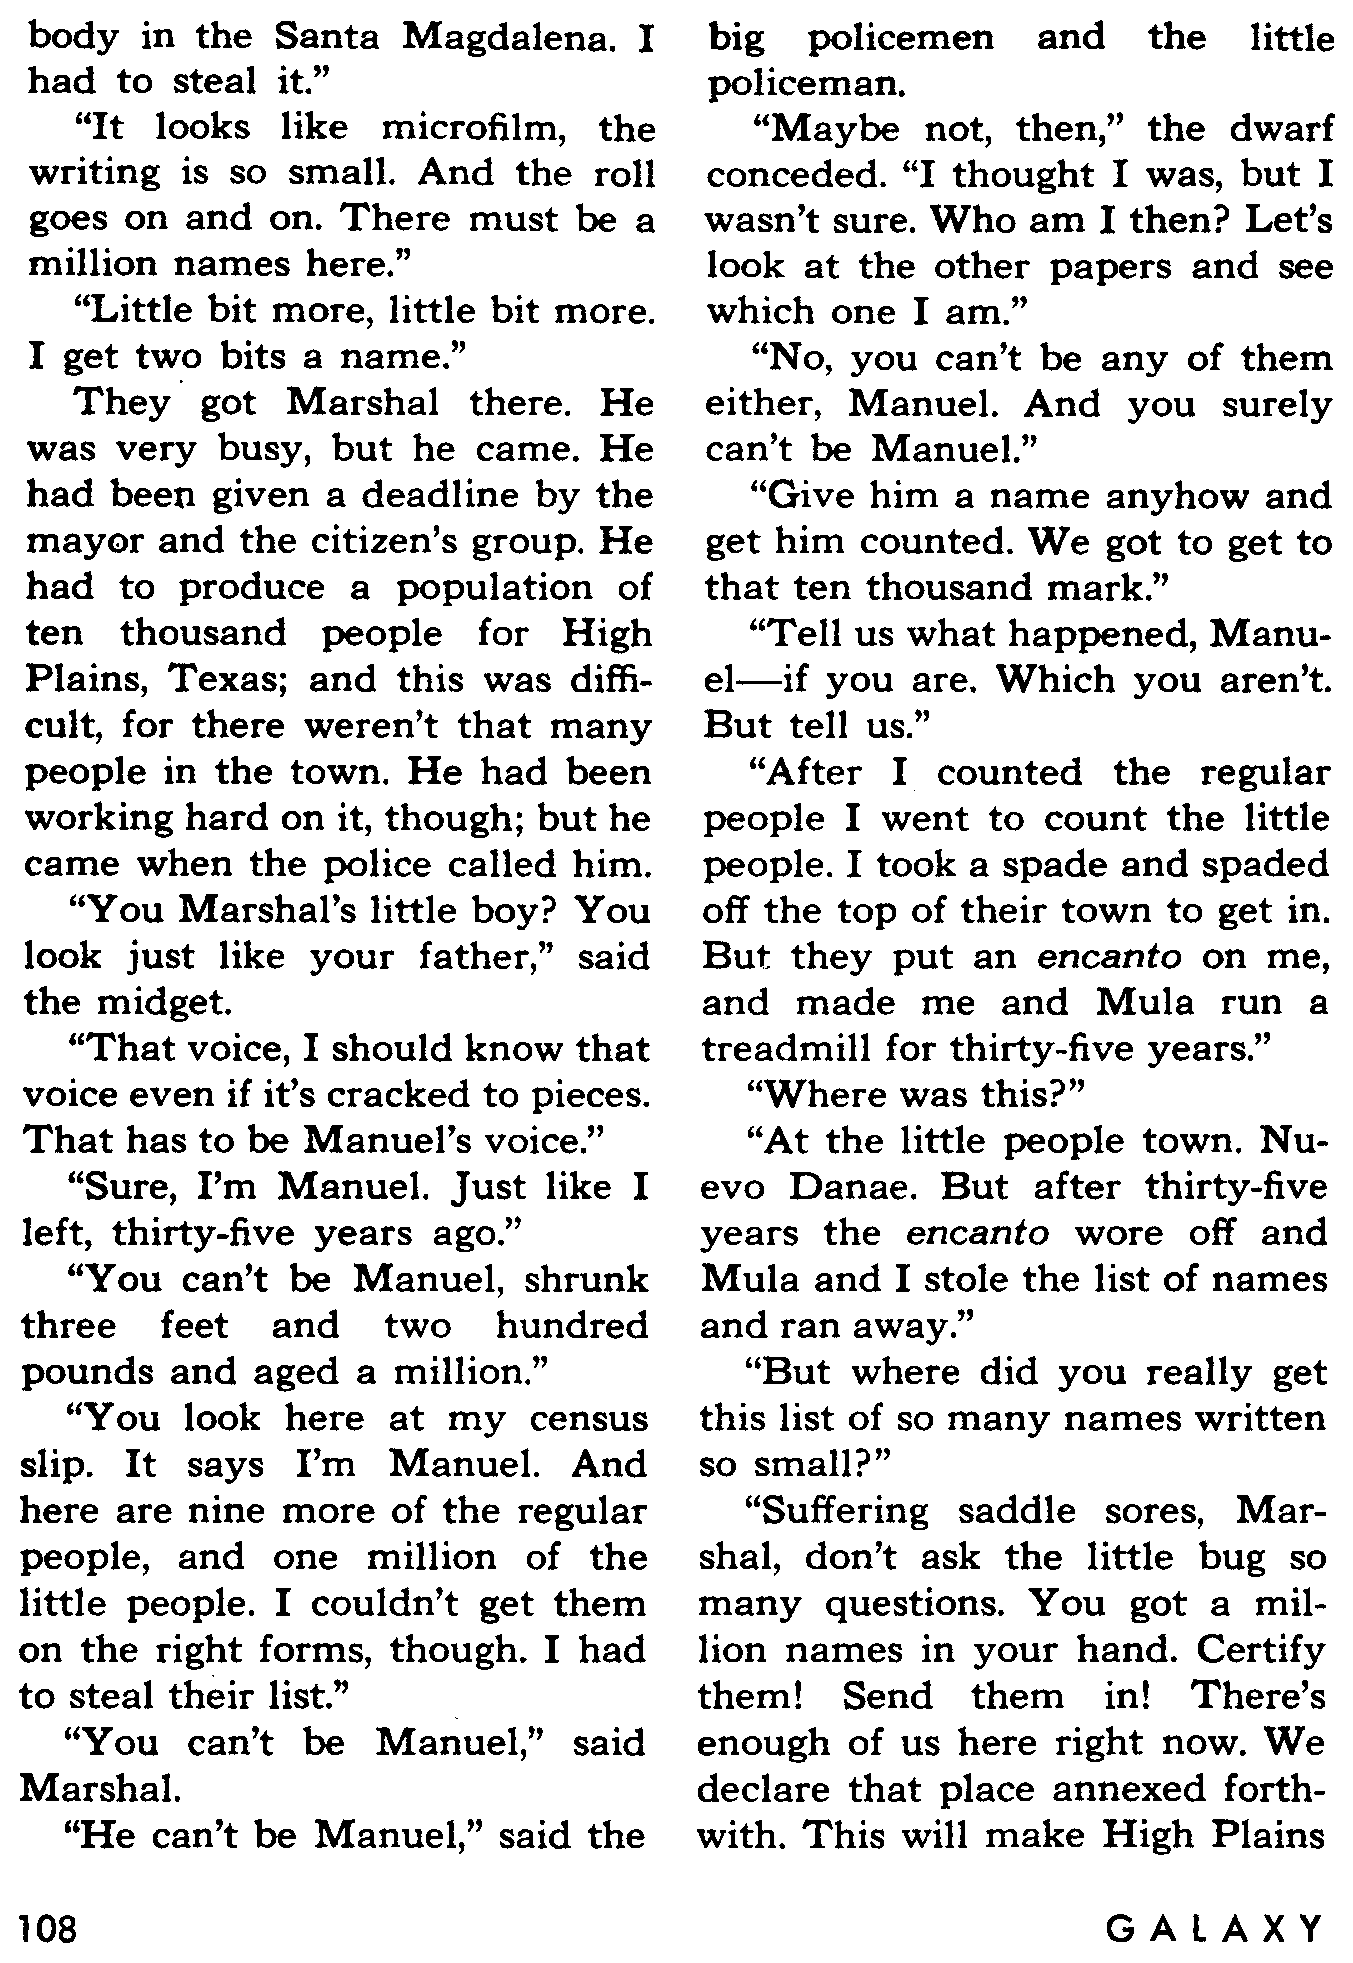 body in the Santa Magdalena. I
had to steal it.”
“It looks like microfilm, the
writing is so small. And the roll
goes on and on. There must be a
million names here.”
“Little bit more, little bit more.
I get two bits a name.”
They got Marshal there. He
was very busy, but he came. He
had been given a deadline by the
mayor and the citizen’s group. He
had to produce a population of
ten thousand people for High
Plains, Texas; and this was diffi-
cult, for there weren’t that many
people in the town. He had been
working hard on it, though; but he
came when the police called him.
“You Marshal’s little boy? You
look just like your father,” said
the midget.
“That voice, I should know that
voice even if it’s cracked to pieces.
That has to be Manuel’s voice.”
“Sure, I’m Manuel. Just like I
left, thirty-five years ago.”
“You can’t be Manuel, shrunk
three feet and two hundred
pounds and aged a million.”
“You look here at my census
slip. It says I’m Manuel. And
here are nine more of the regular
people, and one million of the
little people. I couldn’t get them
on the right forms, though. I had
to steal their list.”
“You can’t be Manuel,” said
Marshal.
“He can’t be Manuel,” said the
big policemen and the little
policeman.
“Maybe not, then,” the dwarf
conceded. “I thought I was, but I
wasn’t sure. Who am I then? Let’s
look at the other papers and see
which one I am.”
“No, you can’t be any of them
either, Manuel. And you surely
can’t be Manuel.”
“Give him a name anyhow and
get him counted. We got to get to
that ten thousand mark.”
“Tell us what happened, Manu-
el—if you are. Which you aren’t.
But tell us.”
“After I counted the regular
people I went to count the little
people. I took a spade and spaded
off the top of their town to get in.
But they put an encanto on me,
and made me and Mula run a
treadmill for thirty-five years.”
“Where was this?”
“At the little people town. Nu-
evo Danae. But after thirty-five
years the encanto wore off and
Mula and I stole the list of names
and ran away.”
“But where did you really get
this list of so many names written
so small?”
“Suffering saddle sores, Mar-
shal, don’t ask the little bug so
many questions. You got a mil-
lion names in your hand. Certify
them! Send them in! There’s
enough of us here right now. We
declare that place annexed forth-
with. This will make High Plains
108
GALAXY